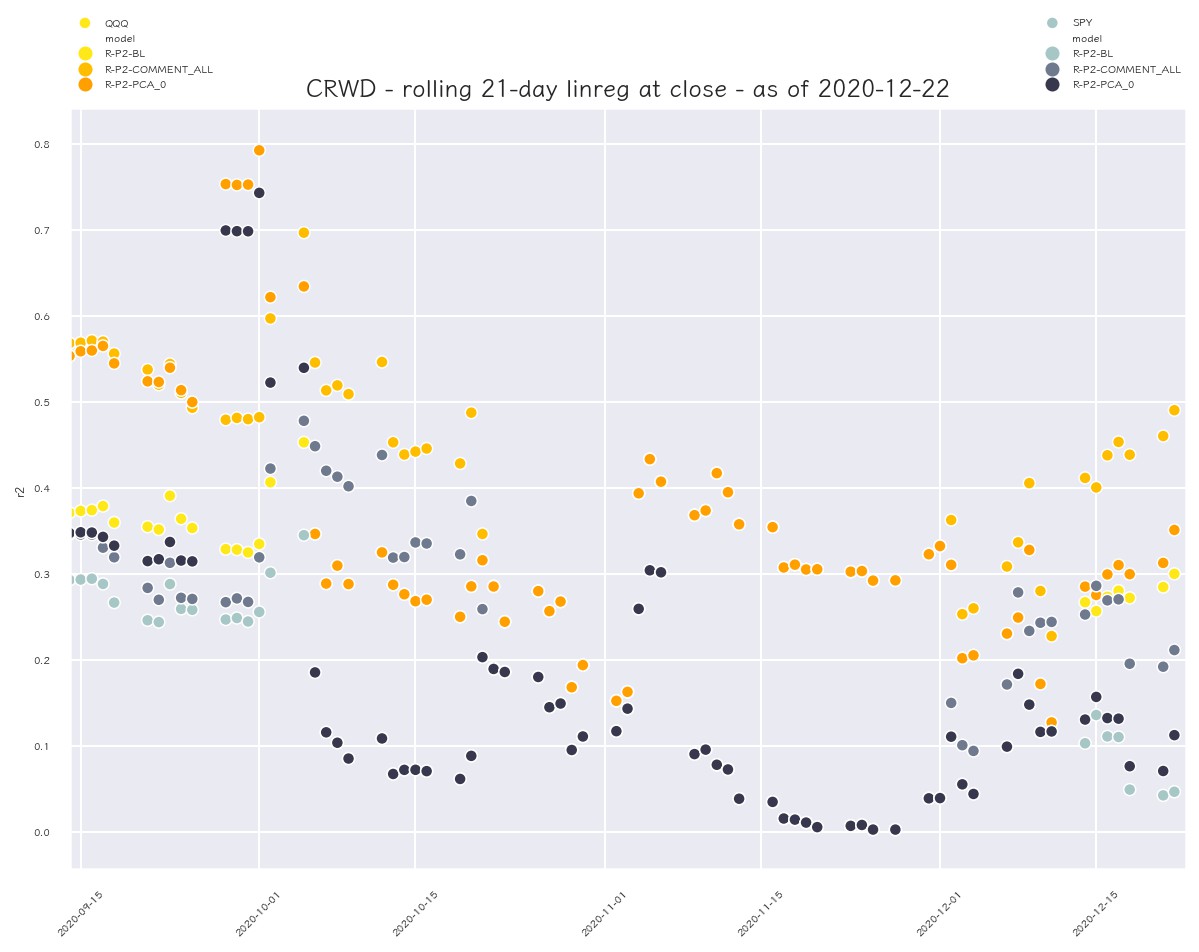 QQQ
model
R-P2-BL
R-P2-COMMENT_ALL
R-P2-PCA_0
SPY
model
R-P2-BL
R-P2-COMMENT_ALL
R-P2-PCA_0
CRWD - rolling 21-day linreg at close - as of 2020-12-22
0.8
0.7
0.6
0.5
0.4
0.3
0.2
0.1
0.0
r2
2020-09-15
2020-10-01
2020-10-15
2020-11-01
2020-11-15
2020-12-01
2020-12-15